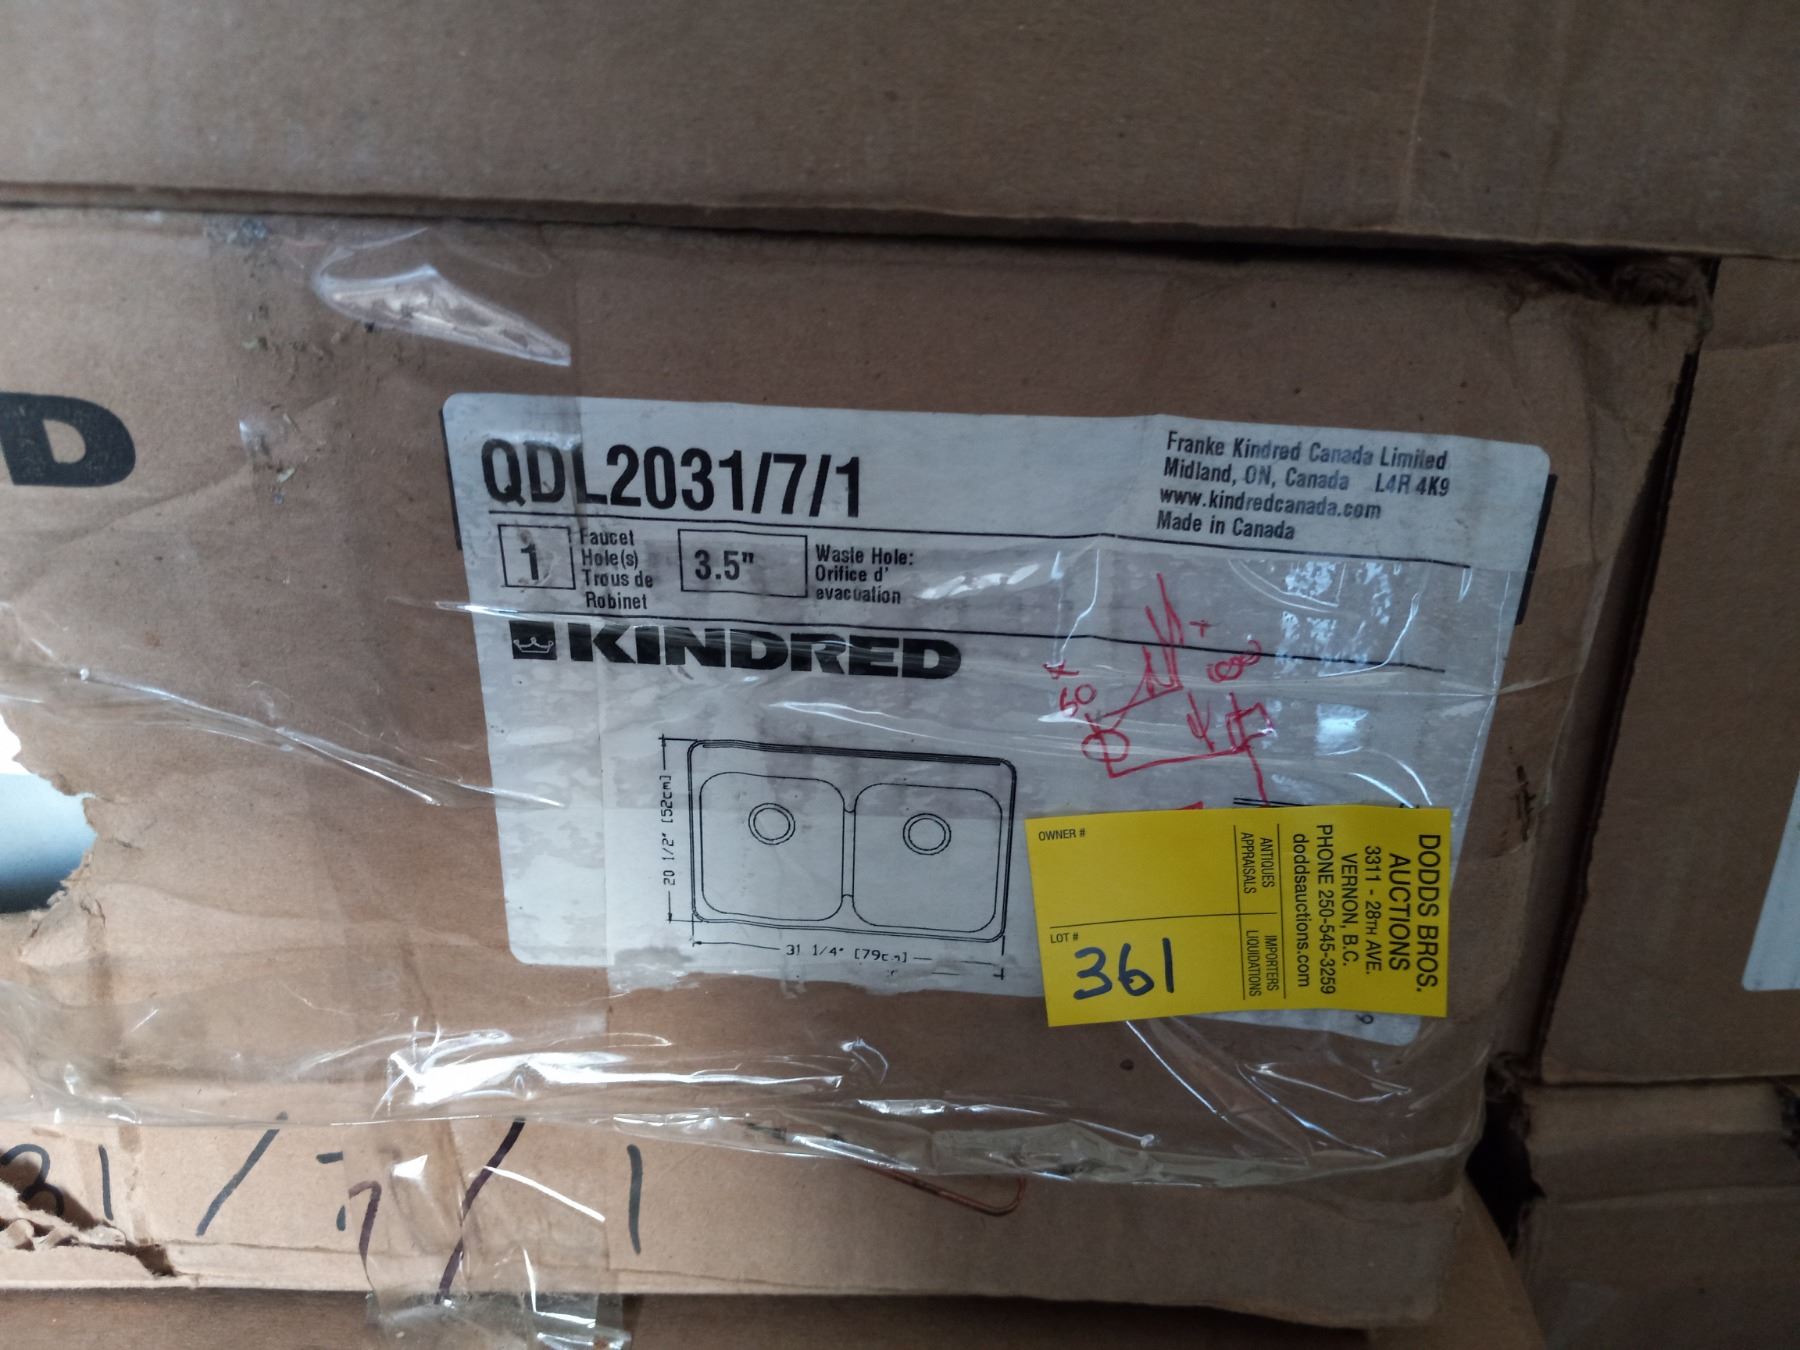 D
QDL2031/7/1
Franke Kindred Canada Limited
Midland, ON, Canada L4R 4K9
www.kindredcanada.com
Made in Canada
1
Faucet
Hole(s)
Trous de
Robinet
3.5"
Waste Hole:
Orifice d'
evacuation
KINDRED
20 1/2" [52cm]
31 1/4" [79cm]
DODDS BROS.
AUCTIONS
3311 - 28TH AVE.
VERNON, B.C.
PHONE 250-545-3259
doddsauctions.com
ANTIQUES
APPRAISALS
IMPORTERS
LIQUIDATIONS
OWNER #
LOT #
361
31/7/1